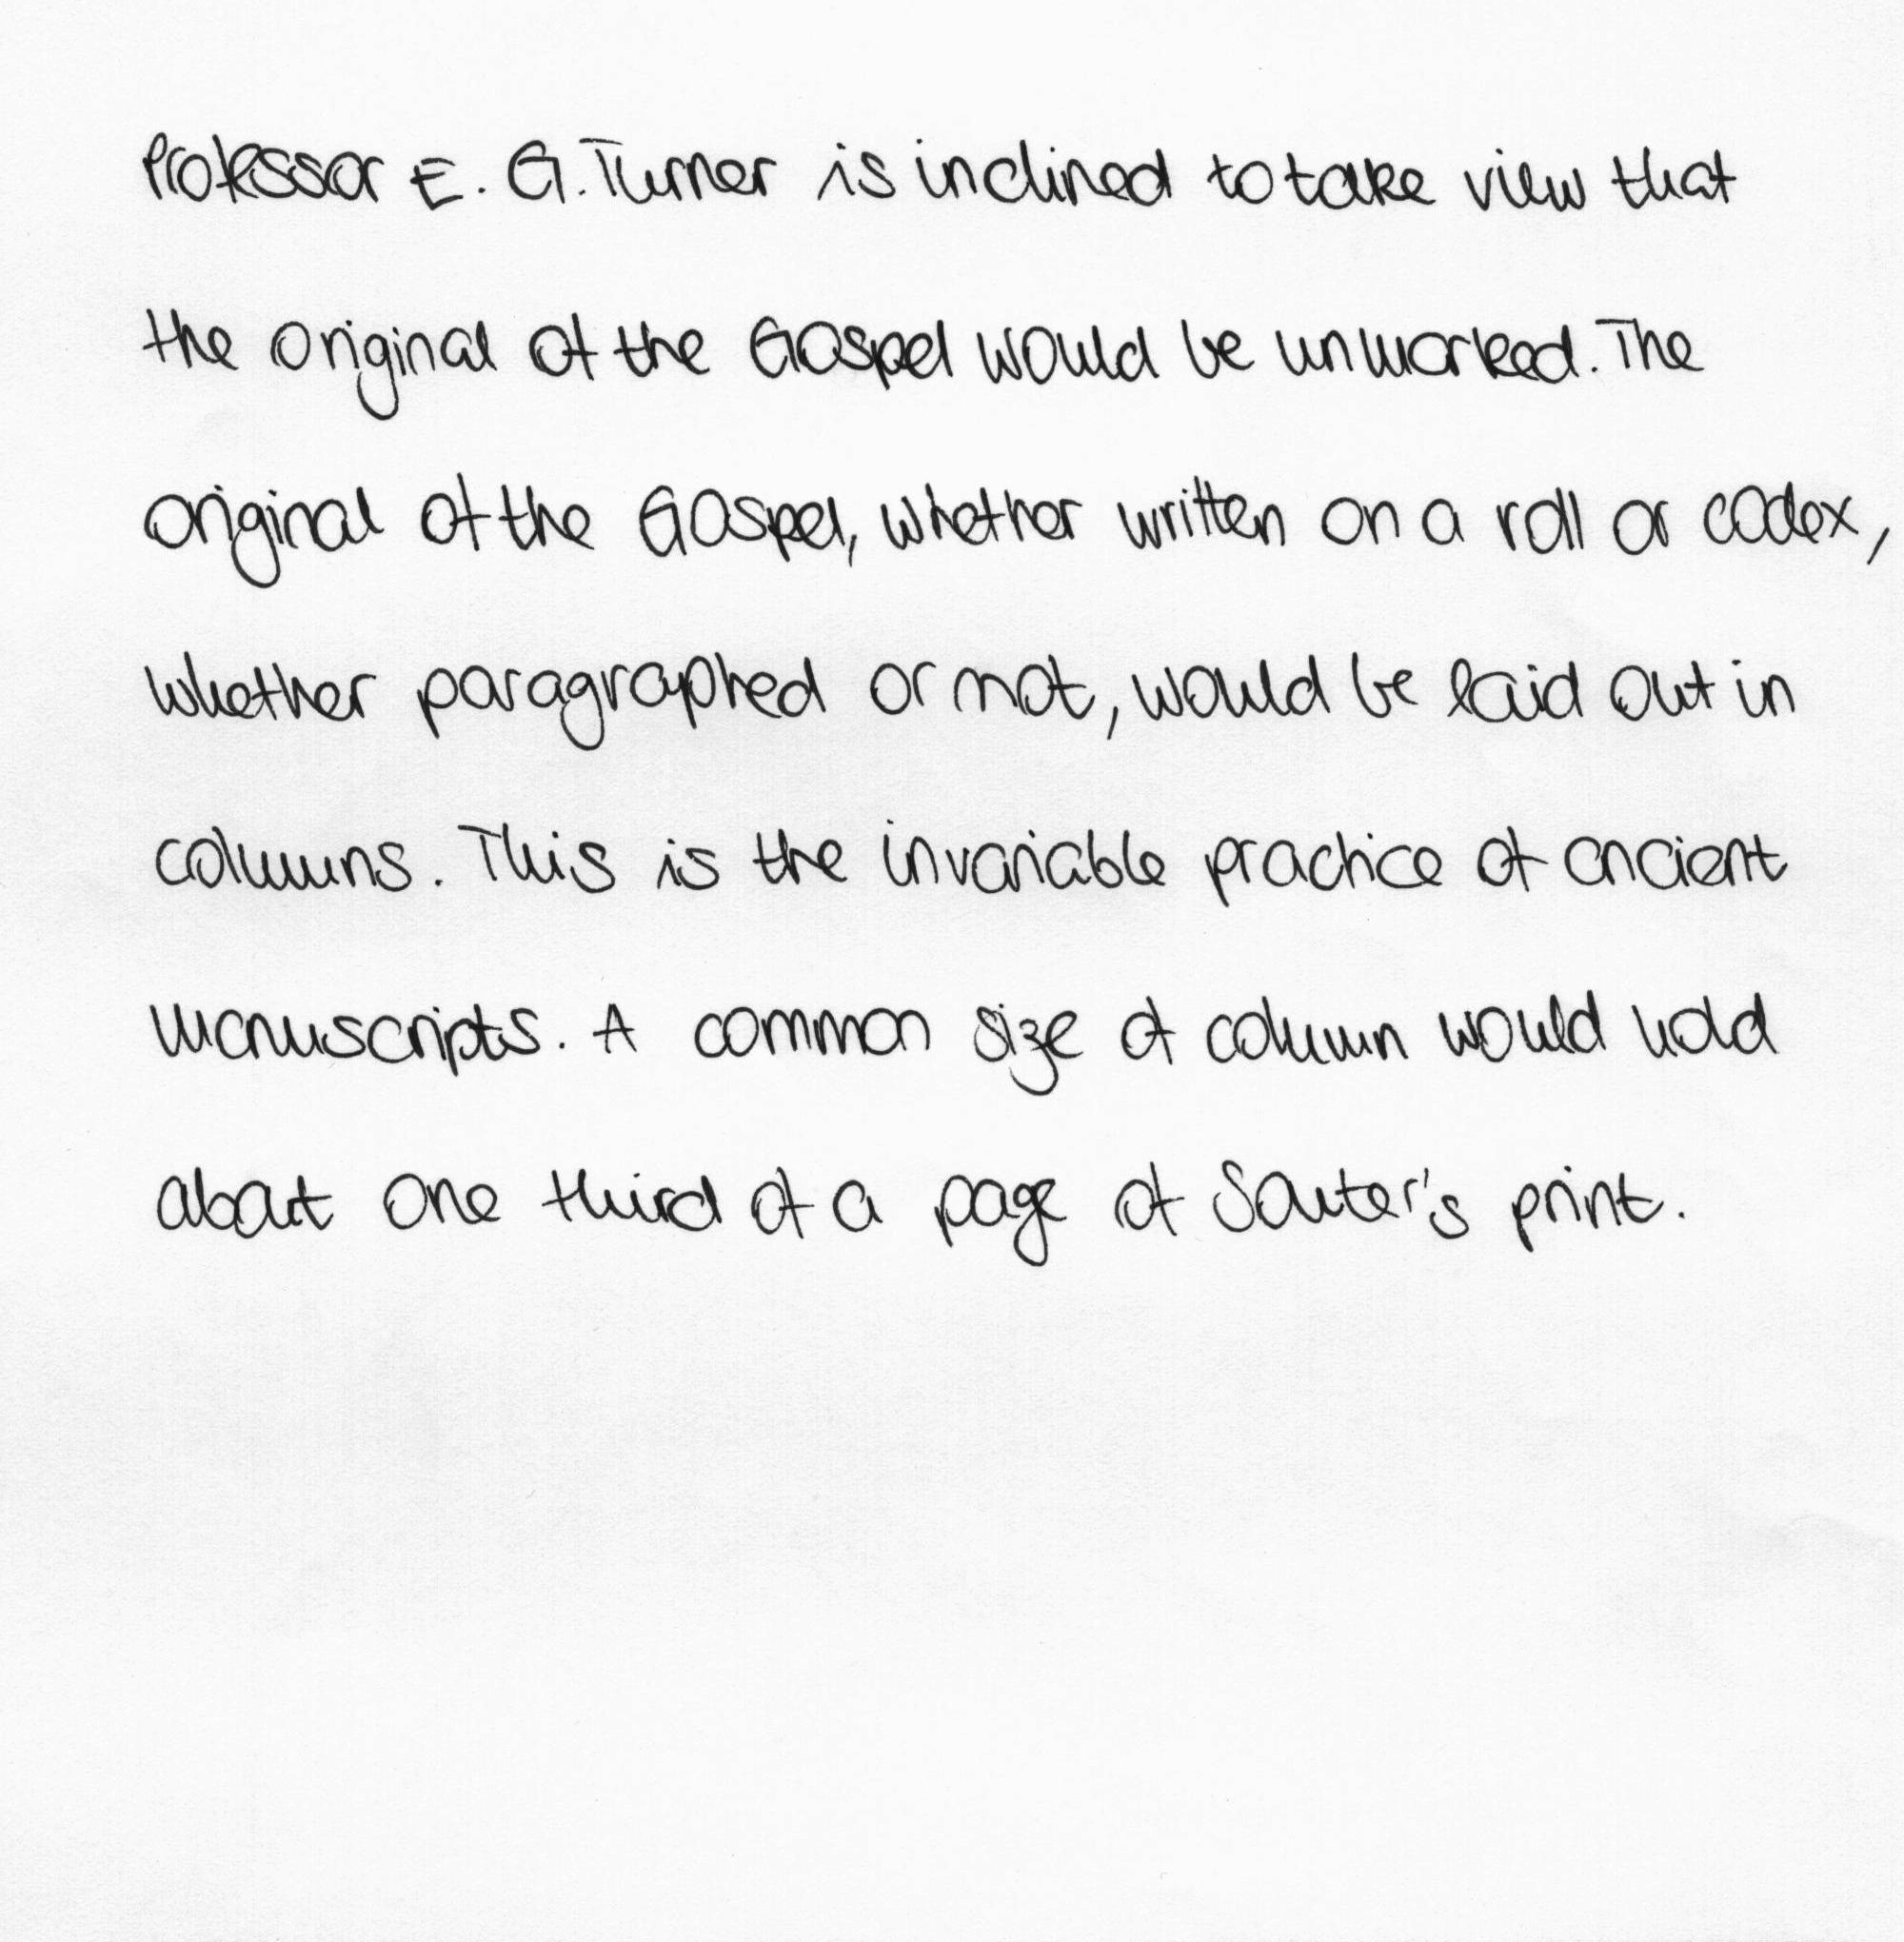 Professor E. G. Turner is inclined to take view that
the original of the Gospel would be unmarked. The
original of the Gospel, whether written on a roll or codex,
whether paragraphed or not, would be laid out in
columns. This is the invariable practice of ancient
manuscripts. A common size of column would hold
about one third of a page of Souter's print.